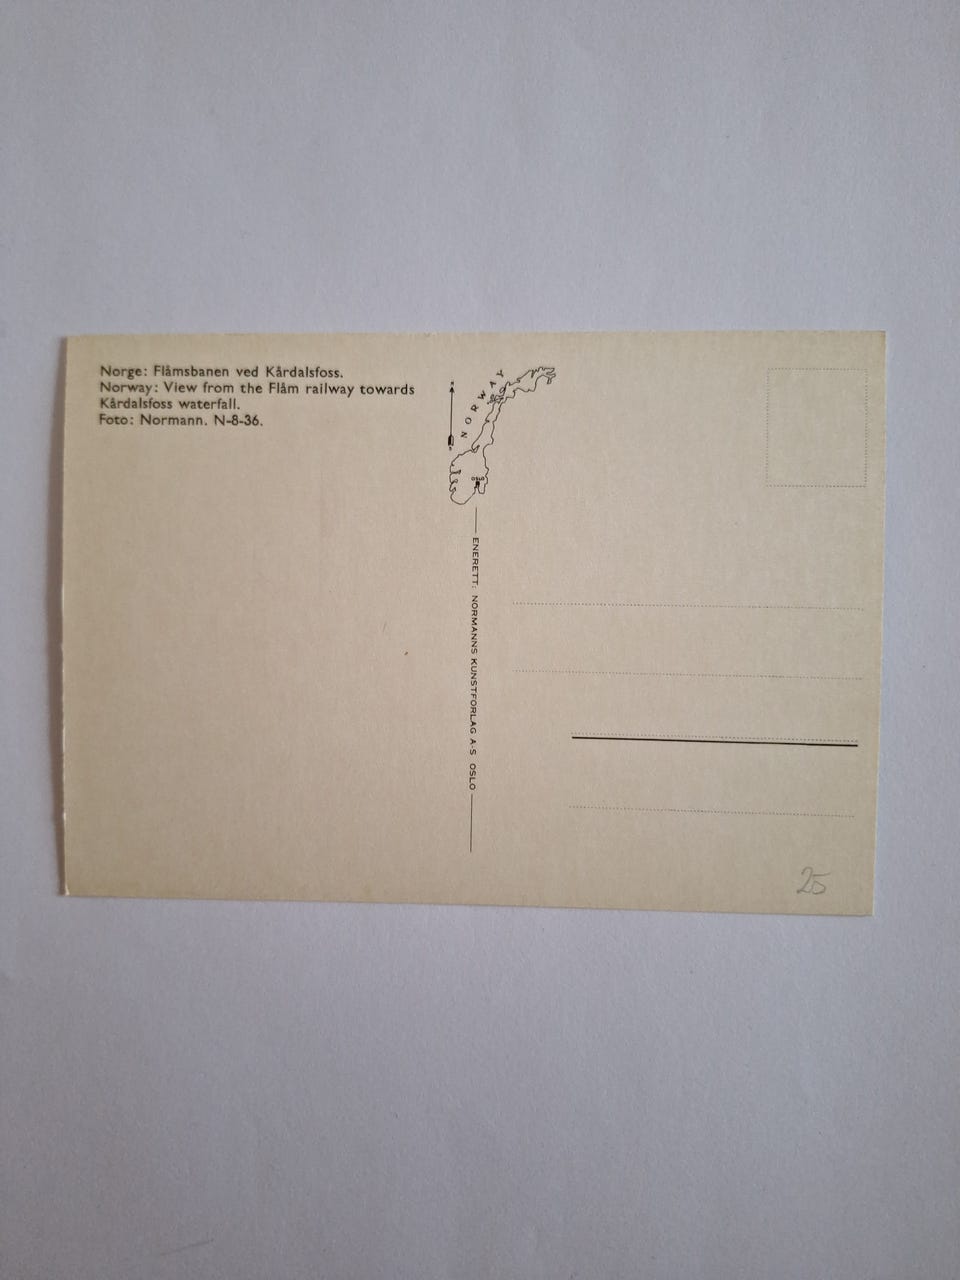 Norge: Flåmsbanen ved Kårdalsfoss.
Norway: View from the Flåm railway towards
Kårdalsfoss waterfall.
Foto: Normann. N-8-36.
NORWAY
OSLO
ENERETT: NORMANNS KUNSTFORLAG A-S OSLO
25